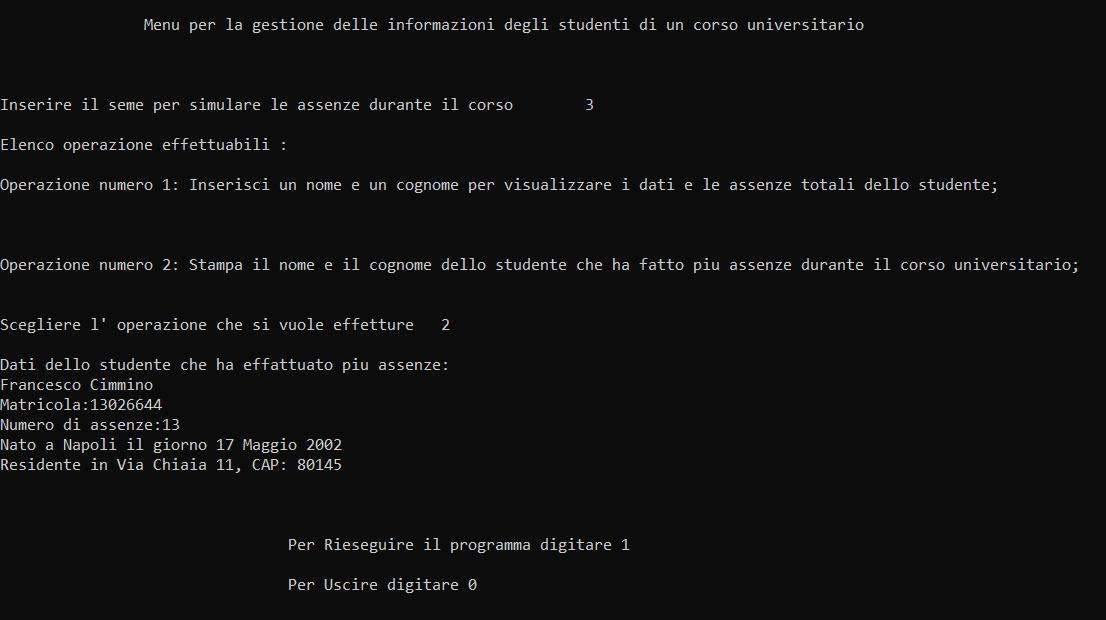 Menu per la gestione delle informazioni degli studenti di un corso universitario
Inserire il seme per simulare le assenze durante il corso 3
Elenco operazione effettuabili :
Operazione numero 1: Inserisci un nome e un cognome per visualizzare i dati e le assenze totali dello studente;
Operazione numero 2: Stampa il nome e il cognome dello studente che ha fatto piu assenze durante il corso universitario;
Scegliere l' operazione che si vuole effetture 2
Dati dello studente che ha effattuato piu assenze:
Francesco Cimmino
Matricola:13026644
Numero di assenze:13
Nato a Napoli il giorno 17 Maggio 2002
Residente in Via Chiaia 11, CAP: 80145
Per Rieseguire il programma digitare 1
Per Uscire digitare 0